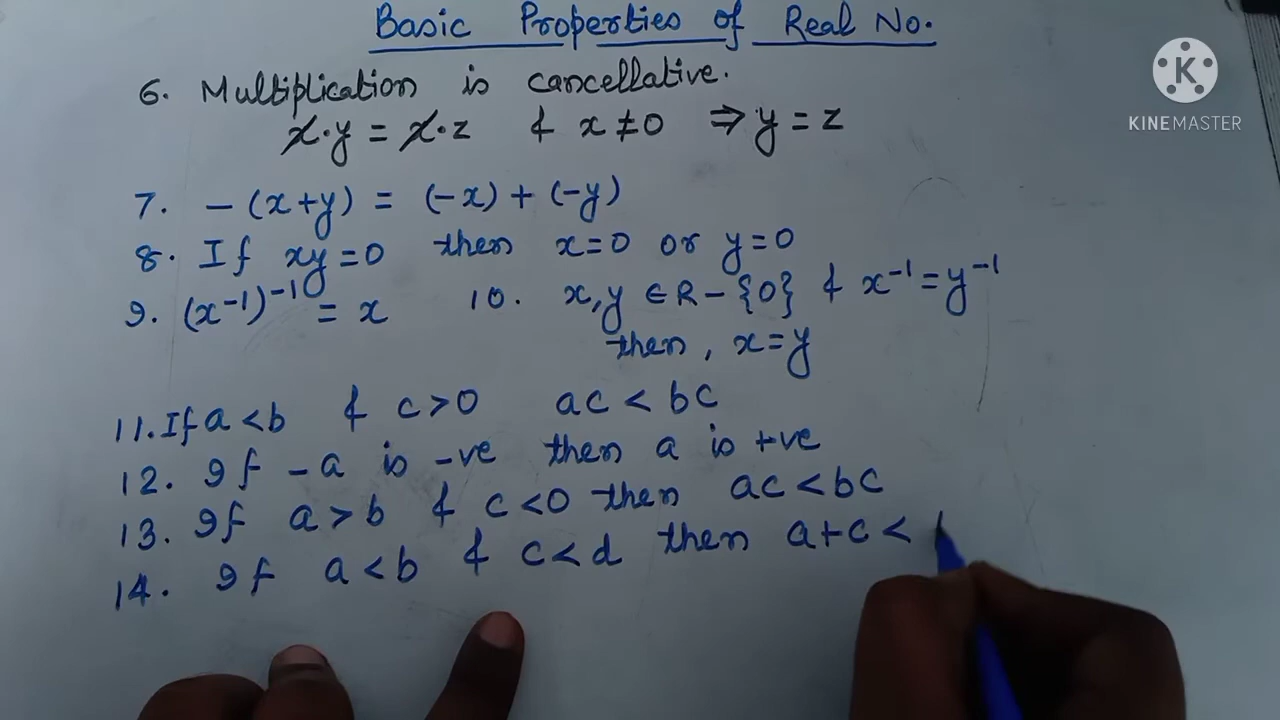 Basic Properties of Real No.
6. Multiplication is cancellative.
x·y = x·z & x≠0 ⇒ y = z
7. -(x+y) = (-x) + (-y)
8. If xy=0 then x=0 or y=0
9. (x⁻¹)⁻¹ = x 10. x,y ∈ R - {0} & x⁻¹ = y⁻¹
then, x=y
11. If a<b & c>0 ac < bc
12. If -a is -ve then a is +ve
13. If a>b & c<0 then ac<bc
14. If a<b & c<d then a+c <
K
KINEMASTER